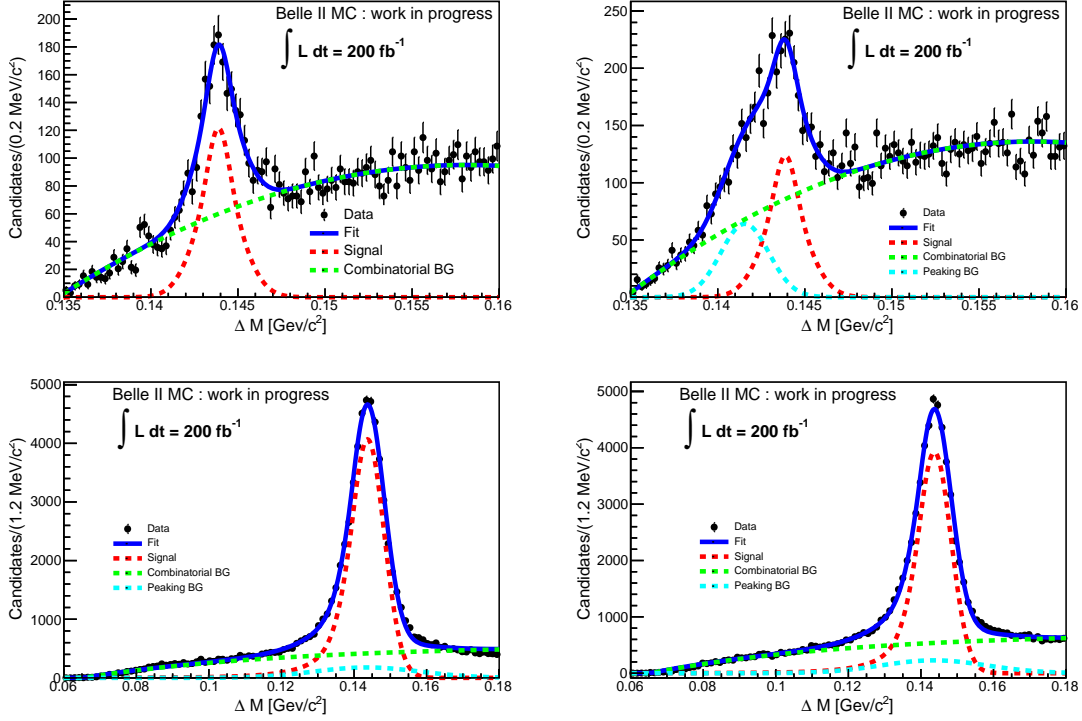 Belle II MC : work in progress
∫ L dt = 200 fb⁻¹
Candidates/(0.2 MeV/c²)
200
180
160
140
120
100
80
60
40
20
0
Data
Fit
Signal
Combinatorial BG
0.135 0.14 0.145 0.15 0.155 0.16
Δ M [Gev/c²]
Belle II MC : work in progress
∫ L dt = 200 fb⁻¹
Candidates/(0.2 MeV/c²)
250
200
150
100
50
0
Data
Fit
Signal
Combinatorial BG
Peaking BG
0.135 0.14 0.145 0.15 0.155 0.16
Δ M [Gev/c²]
Belle II MC : work in progress
∫ L dt = 200 fb⁻¹
Candidates/(1.2 MeV/c²)
5000
4000
3000
2000
1000
0
Data
Fit
Signal
Combinatorial BG
Peaking BG
0.06 0.08 0.1 0.12 0.14 0.16 0.18
Δ M [Gev/c²]
Belle II MC : work in progress
∫ L dt = 200 fb⁻¹
Candidates/(1.2 MeV/c²)
5000
4000
3000
2000
1000
0
Data
Fit
Signal
Combinatorial BG
Peaking BG
0.06 0.08 0.1 0.12 0.14 0.16 0.18
Δ M [Gev/c²]